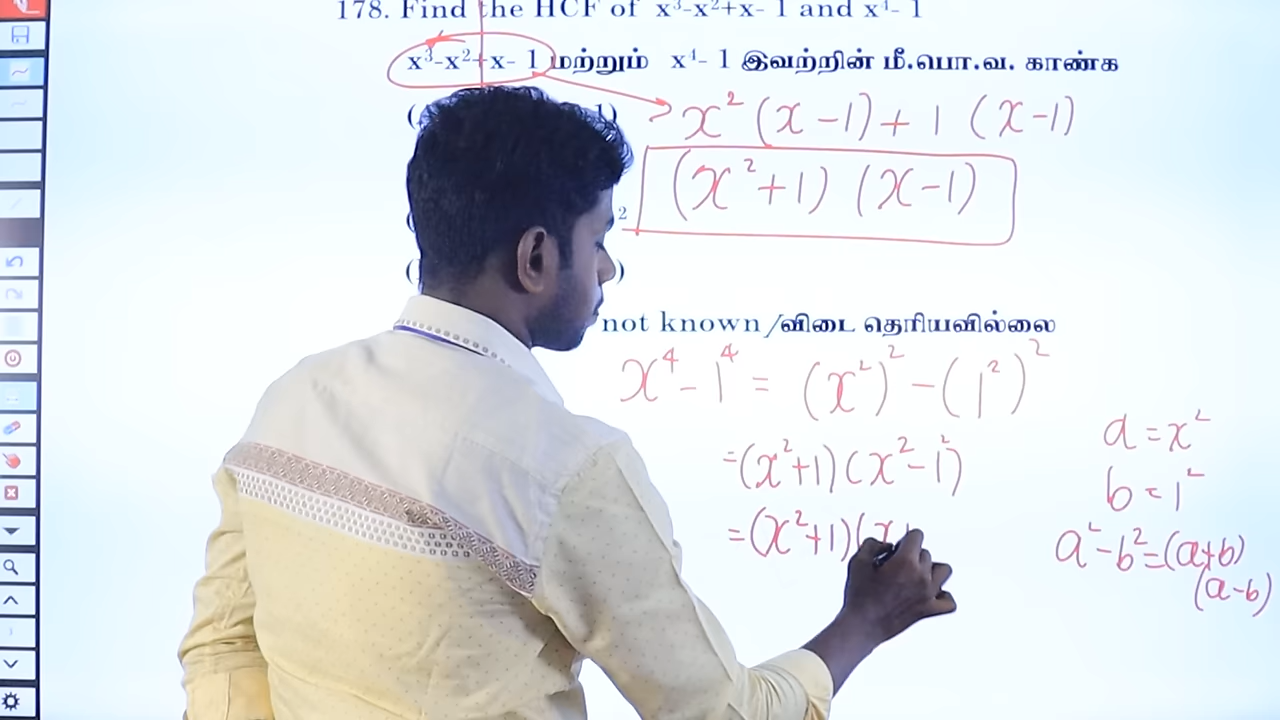 178. Find the HCF of x³-x²+x- 1 and x⁴- 1
x³-x²+x- 1 மற்றும் x⁴- 1 இவற்றின் மீ.பொ.வ. காண்க
x² (x-1) + 1 (x-1)
(x²+1) (x-1)
not known/விடை தெரியவில்லை
x⁴ - 1⁴ = (x²)² - (1²)²
a = x²
= (x²+1) (x² - 1²)
b = 1²
= (x²+1) (x
a² - b² = (a+b)
(a-b)